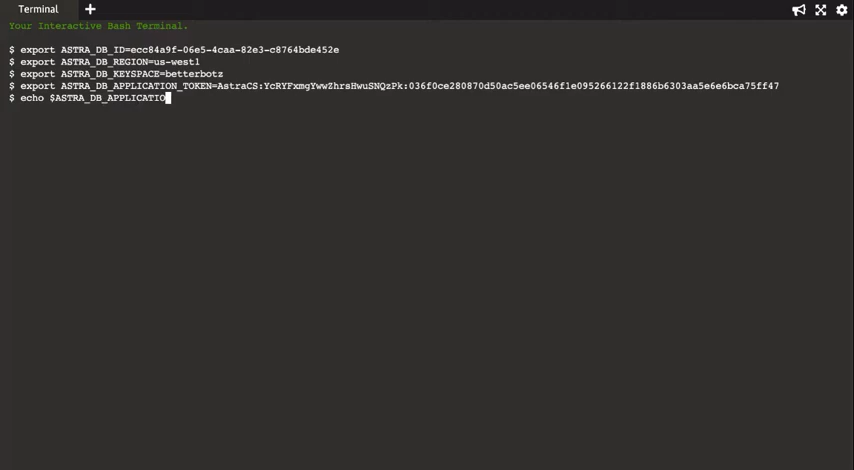 Terminal
Your Interactive Bash Terminal.
$ export ASTRA_DB_ID=ecc84a9f-06e5-4caa-82e3-c8764bde452e
$ export ASTRA_DB_REGION=us-west1
$ export ASTRA_DB_KEYSPACE=betterbotz
$ export ASTRA_DB_APPLICATION_TOKEN=AstraCS:YcRYFxmgYwwZhrsHwuSNQzPk:036f0ce280870d50ac5ee06546f1e095266122f1886b6303aa5e6e6bca75ff47
$ echo $ASTRA_DB_APPLICATIO